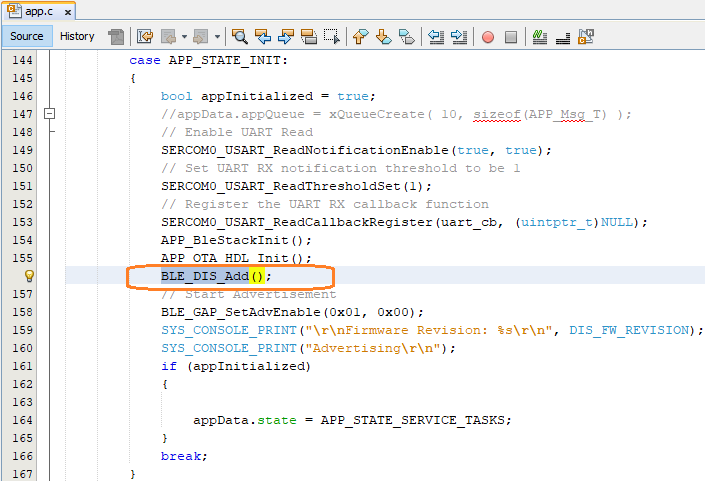 app.c x
Source History
144 case APP_STATE_INIT:
145 {
146 bool appInitialized = true;
147 //appData.appQueue = xQueueCreate( 10, sizeof(APP_Msg_T) );
148 // Enable UART Read
149 SERCOM0_USART_ReadNotificationEnable(true, true);
150 // Set UART RX notification threshold to be 1
151 SERCOM0_USART_ReadThresholdSet(1);
152 // Register the UART RX callback function
153 SERCOM0_USART_ReadCallbackRegister(uart_cb, (uintptr_t)NULL);
154 APP_BleStackInit();
155 APP_OTA_HDL_Init();
BLE_DIS_Add();
157 // Start Advertisement
158 BLE_GAP_SetAdvEnable(0x01, 0x00);
159 SYS_CONSOLE_PRINT("\r\nFirmware Revision: %s\r\n", DIS_FW_REVISION);
160 SYS_CONSOLE_PRINT("Advertising\r\n");
161 if (appInitialized)
162 {
163
164 appData.state = APP_STATE_SERVICE_TASKS;
165 }
166 break;
167 }